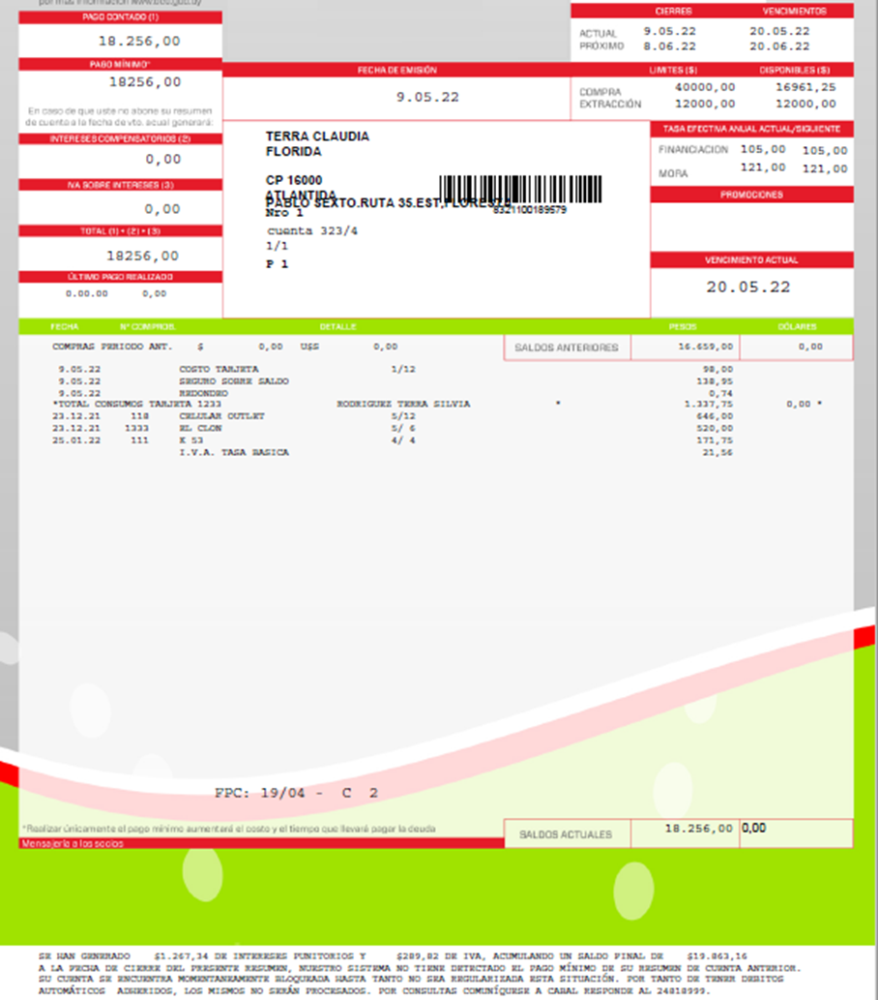 por más información www.bcu.gub.uy
PAGO CONTADO (1)
18.256,00
PAGO MÍNIMO*
18256,00
En caso de que uste no abone su resumen
de cuenta a la fecha de vto. acual generará:
INTERESES COMPENSATORIOS (2)
0,00
IVA SOBRE INTERESES (3)
0,00
TOTAL (1) + (2) + (3)
18256,00
ÚLTIMO PAGO REALIZADO
0.00.00 0,00
FECHA DE EMISIÓN
9.05.22
TERRA CLAUDIA
FLORIDA
CP 16000
ATLANTIDA
PABLO SEXTO.RUTA 35.EST,FLORESTA
Nro 1
8321100189579
cuenta 323/4
1/1
P 1
CIERRES VENCIMIENTOS
ACTUAL 9.05.22 20.05.22
PRÓXIMO 8.06.22 20.06.22
LIMITES ($) DISPONIBLES ($)
COMPRA 40000,00 16961,25
EXTRACCIÓN 12000,00 12000,00
TASA EFECTIVA ANUAL ACTUAL/SIGUIENTE
FINANCIACION 105,00 105,00
MORA 121,00 121,00
PROMOCIONES
VENCIMIENTO ACTUAL
20.05.22
FECHA Nº COMPROB. DETALLE PESOS DÓLARES
COMPRAS PERIODO ANT. $ 0,00 U$S 0,00 SALDOS ANTERIORES 16.659,00 0,00
9.05.22 COSTO TARJETA 1/12 98,00
9.05.22 SEGURO SOBRE SALDO 138,95
9.05.22 REDONDEO 0,74
*TOTAL CONSUMOS TARJETA 1233 RODRIGUEZ TERRA SILVIA * 1.337,75 0,00 *
23.12.21 118 CELULAR OUTLET 5/12 646,00
23.12.21 1333 EL CLON 5/ 6 520,00
25.01.22 111 K 53 4/ 4 171,75
I.V.A. TASA BASICA 21,56
FPC: 19/04 - C 2
*Realizar únicamente el pago mínimo aumentará el costo y el tiempo que llevará pagar la deuda
SALDOS ACTUALES 18.256,00 0,00
Mensajería a los socios
SE HAN GENERADO $1.267,34 DE INTERESES PUNITORIOS Y $289,82 DE IVA, ACUMULANDO UN SALDO FINAL DE $19.863,16
A LA FECHA DE CIERRE DEL PRESENTE RESUMEN, NUESTRO SISTEMA NO TIENE DETECTADO EL PAGO MÍNIMO DE SU RESUMEN DE CUENTA ANTERIOR.
SU CUENTA SE ENCUENTRA MOMENTANEAMENTE BLOQUEADA HASTA TANTO NO SEA REGULARIZADA ESTA SITUACIÓN. POR TANTO DE TENER DEBITOS
AUTOMÁTICOS ADHERIDOS, LOS MISMOS NO SERÁN PROCESADOS. POR CONSULTAS COMUNÍQUESE A CABAL RESPONDE AL 24818999.